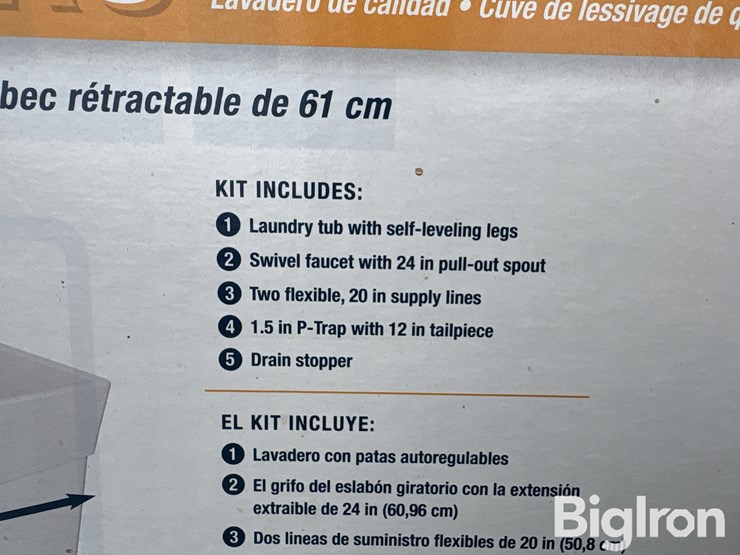 Lavadero de calidad • Cuve de lessivage de q
bec rétractable de 61 cm
KIT INCLUDES:
1 Laundry tub with self-leveling legs
2 Swivel faucet with 24 in pull-out spout
3 Two flexible, 20 in supply lines
4 1.5 in P-Trap with 12 in tailpiece
5 Drain stopper
EL KIT INCLUYE:
1 Lavadero con patas autoregulables
2 El grifo del eslabón giratorio con la extensión
extraible de 24 in (60,96 cm)
3 Dos lineas de suministro flexibles de 20 in (50,8 c
BigIron